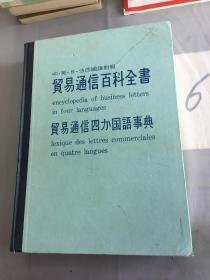 中·英·日·法四國語對照
貿易通信百科全書
encyclopedia of business letters
in four languages
貿易通信四か国語事典
lexique des lettres commerciales
en quatre langues
6